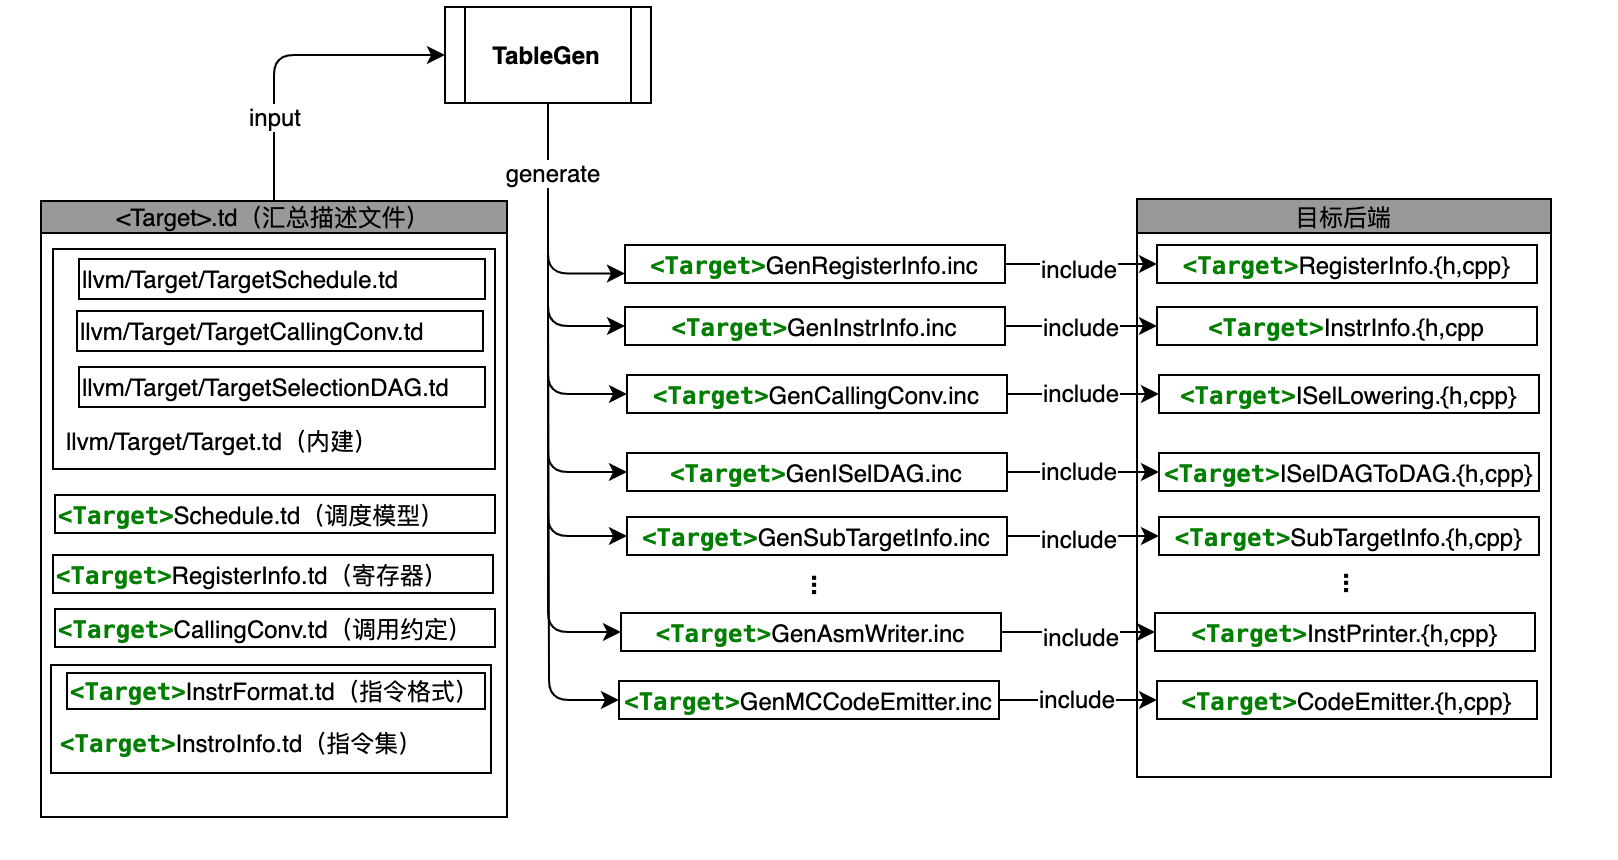 TableGen
input
generate
<Target>.td（汇总描述文件）
llvm/Target/TargetSchedule.td
llvm/Target/TargetCallingConv.td
llvm/Target/TargetSelectionDAG.td
llvm/Target/Target.td（内建）
<Target>Schedule.td（调度模型）
<Target>RegisterInfo.td（寄存器）
<Target>CallingConv.td（调用约定）
<Target>InstrFormat.td（指令格式）
<Target>InstroInfo.td（指令集）
<Target>GenRegisterInfo.inc
<Target>GenInstrInfo.inc
<Target>GenCallingConv.inc
<Target>GenISelDAG.inc
<Target>GenSubTargetInfo.inc
⋮
<Target>GenAsmWriter.inc
<Target>GenMCCodeEmitter.inc
include
include
include
include
include
include
include
目标后端
<Target>RegisterInfo.{h,cpp}
<Target>InstrInfo.{h,cpp
<Target>ISelLowering.{h,cpp}
<Target>ISelDAGToDAG.{h,cpp}
<Target>SubTargetInfo.{h,cpp}
⋮
<Target>InstPrinter.{h,cpp}
<Target>CodeEmitter.{h,cpp}